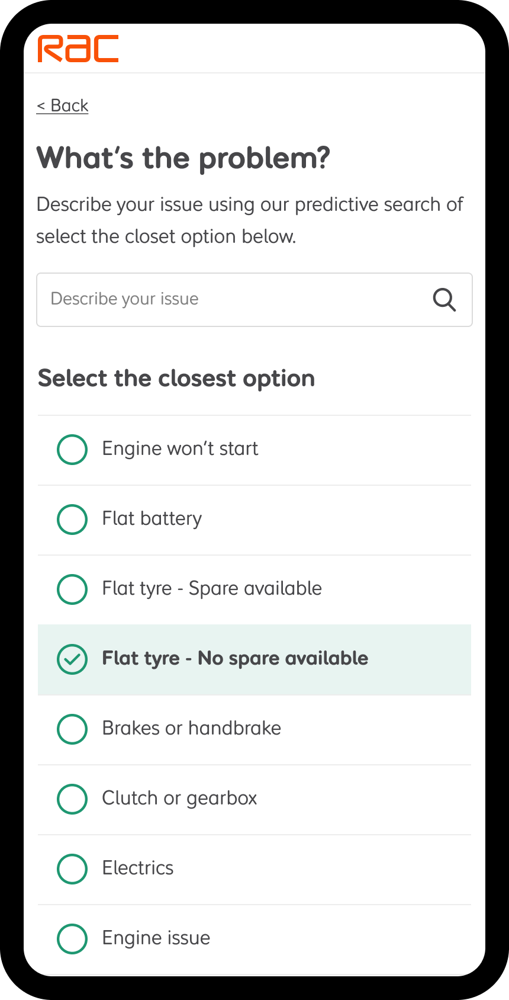 RAC
< Back
What's the problem?
Describe your issue using our predictive search of
select the closet option below.
Describe your issue
Select the closest option
Engine won't start
Flat battery
Flat tyre - Spare available
Flat tyre - No spare available
Brakes or handbrake
Clutch or gearbox
Electrics
Engine issue